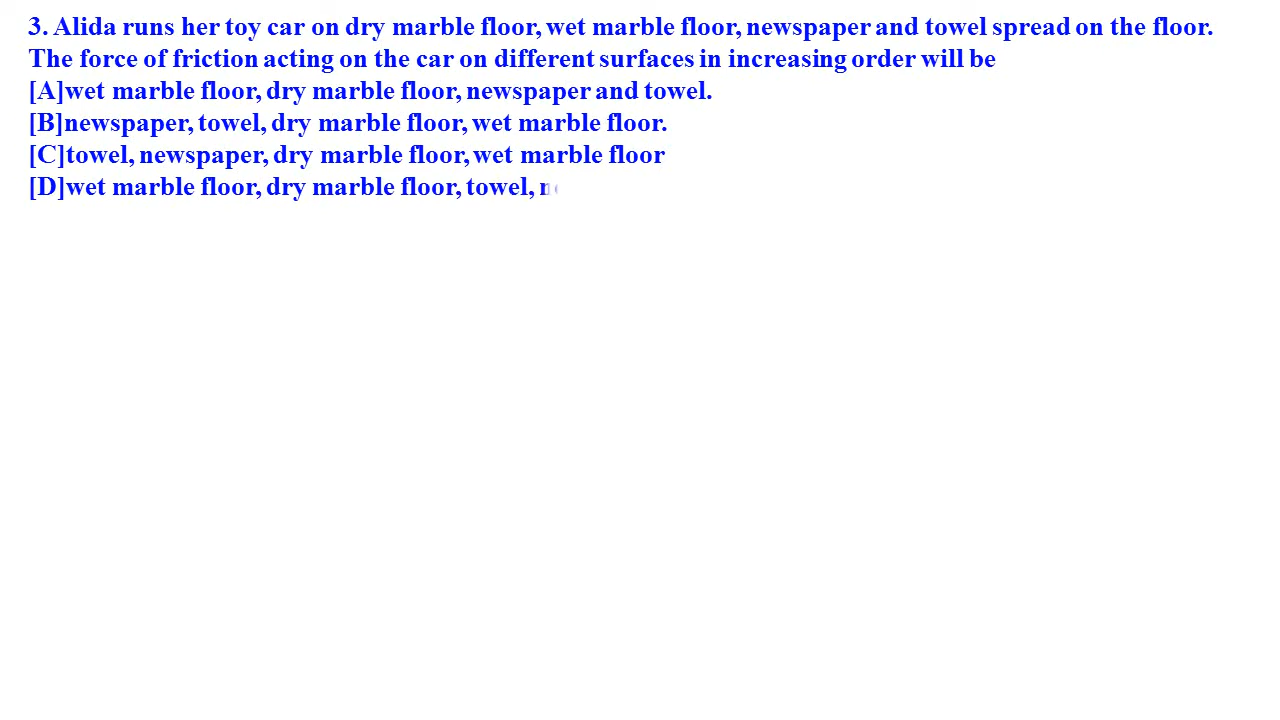 3. Alida runs her toy car on dry marble floor, wet marble floor, newspaper and towel spread on the floor.
The force of friction acting on the car on different surfaces in increasing order will be
[A]wet marble floor, dry marble floor, newspaper and towel.
[B]newspaper, towel, dry marble floor, wet marble floor.
[C]towel, newspaper, dry marble floor, wet marble floor
[D]wet marble floor, dry marble floor, towel,